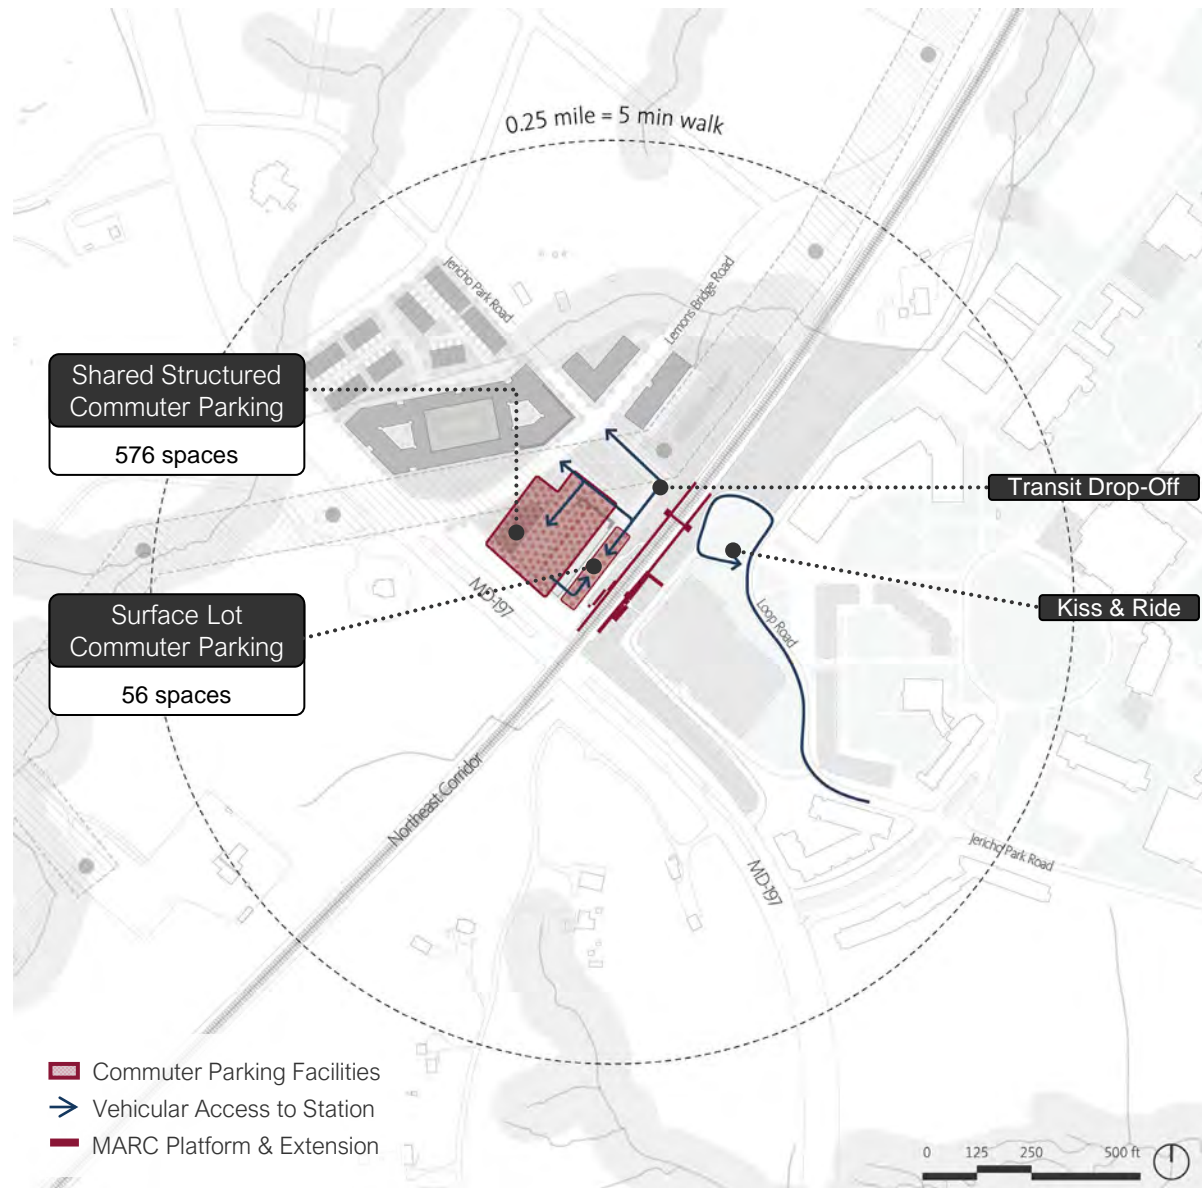 0.25 mile = 5 min walk
Jericho Park Road
Lemons Bridge Road
Shared Structured
Commuter Parking
576 spaces
Transit Drop-Off
Kiss & Ride
MD-197
Surface Lot
Commuter Parking
56 spaces
Loop Road
Northeast Corridor
Jericho Park Road
MD-197
Commuter Parking Facilities
Vehicular Access to Station
MARC Platform & Extension
0 125 250 500 ft